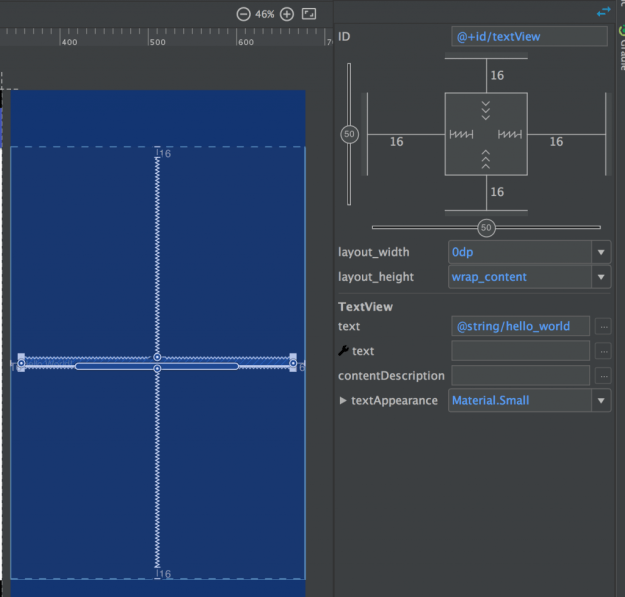 46%
400
500
600
16
16
ID
@+id/textView
Gradle
16
50
16
16
16
50
layout_width
0dp
layout_height
wrap_content
TextView
text
@string/hello_world
...
text
...
contentDescription
...
textAppearance
Material.Small